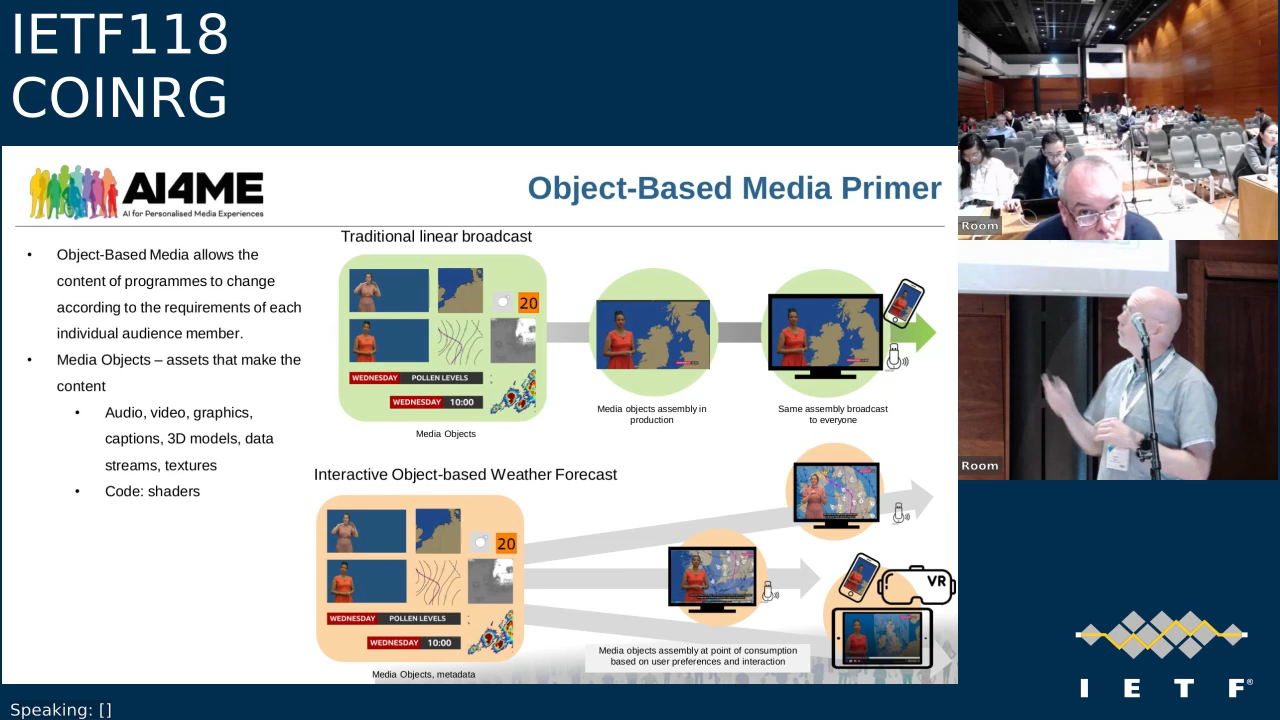 IETF118
COINRG
AI4ME
AI for Personalised Media Experiences
Object-Based Media Primer
• Object-Based Media allows the
content of programmes to change
according to the requirements of each
individual audience member.
• Media Objects – assets that make the
content
• Audio, video, graphics,
captions, 3D models, data
streams, textures
• Code: shaders
Traditional linear broadcast
20
WEDNESDAY POLLEN LEVELS
WEDNESDAY 10:00
Media Objects
Media objects assembly in
production
Same assembly broadcast
to everyone
Interactive Object-based Weather Forecast
20
WEDNESDAY POLLEN LEVELS
WEDNESDAY 10:00
Media Objects, metadata
VR
Media objects assembly at point of consumption
based on user preferences and interaction
Room
Room
IETF®
Speaking: []